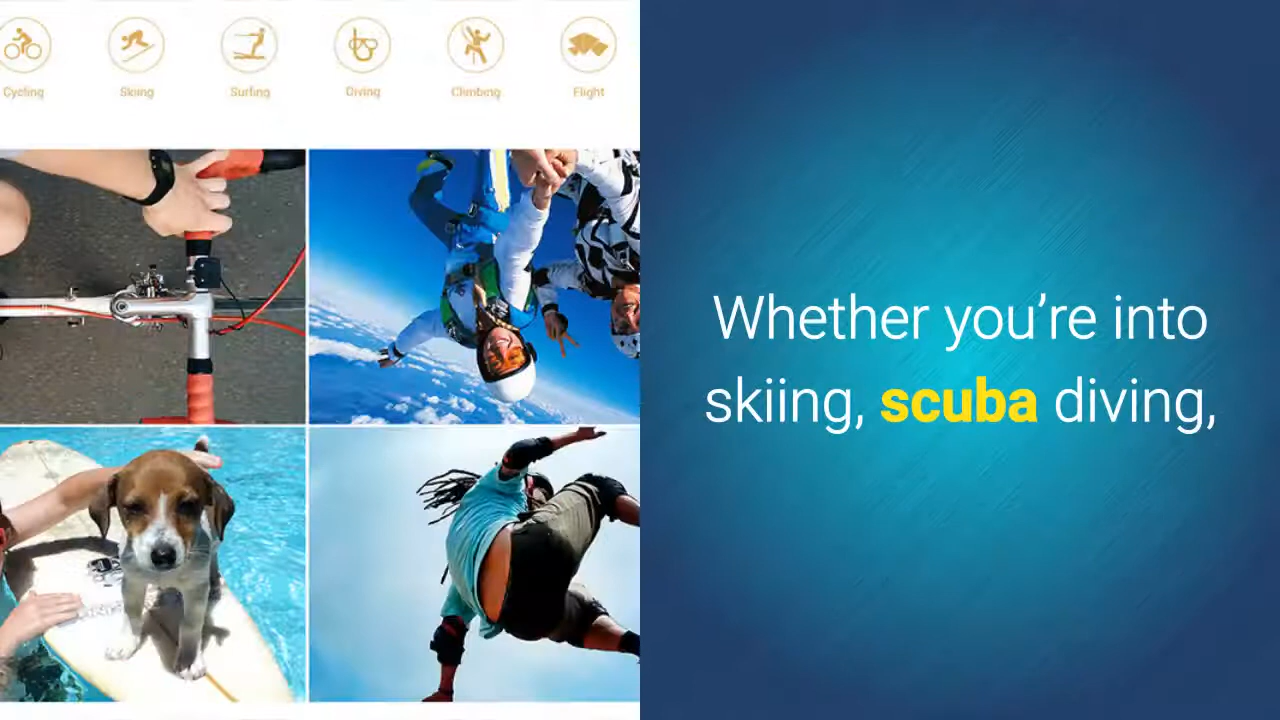 Cycling
Skiing
Surfing
Diving
Climbing
Flight
Whether you’re into
skiing, scuba diving,